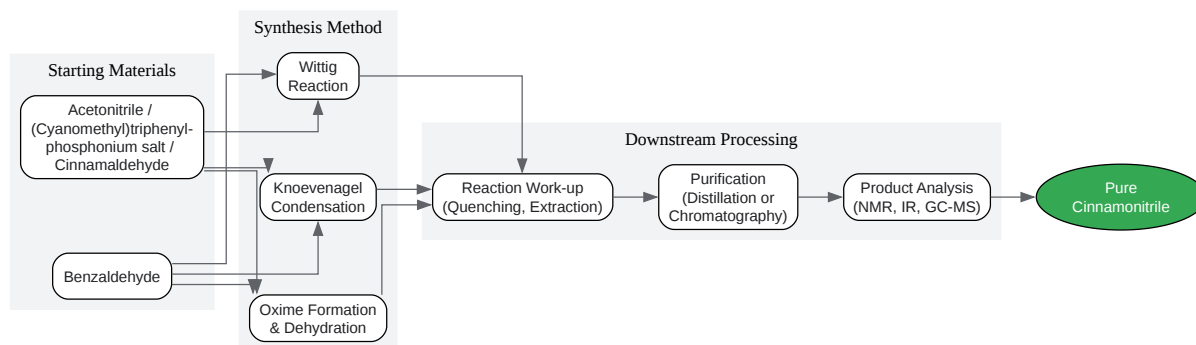 Starting Materials
Acetonitrile /
(Cyanomethyl)triphenyl-
phosphonium salt /
Cinnamaldehyde
Benzaldehyde
Synthesis Method
Wittig
Reaction
Knoevenagel
Condensation
Oxime Formation
& Dehydration
Downstream Processing
Reaction Work-up
(Quenching, Extraction)
Purification
(Distillation or
Chromatography)
Product Analysis
(NMR, IR, GC-MS)
Pure
Cinnamonitrile